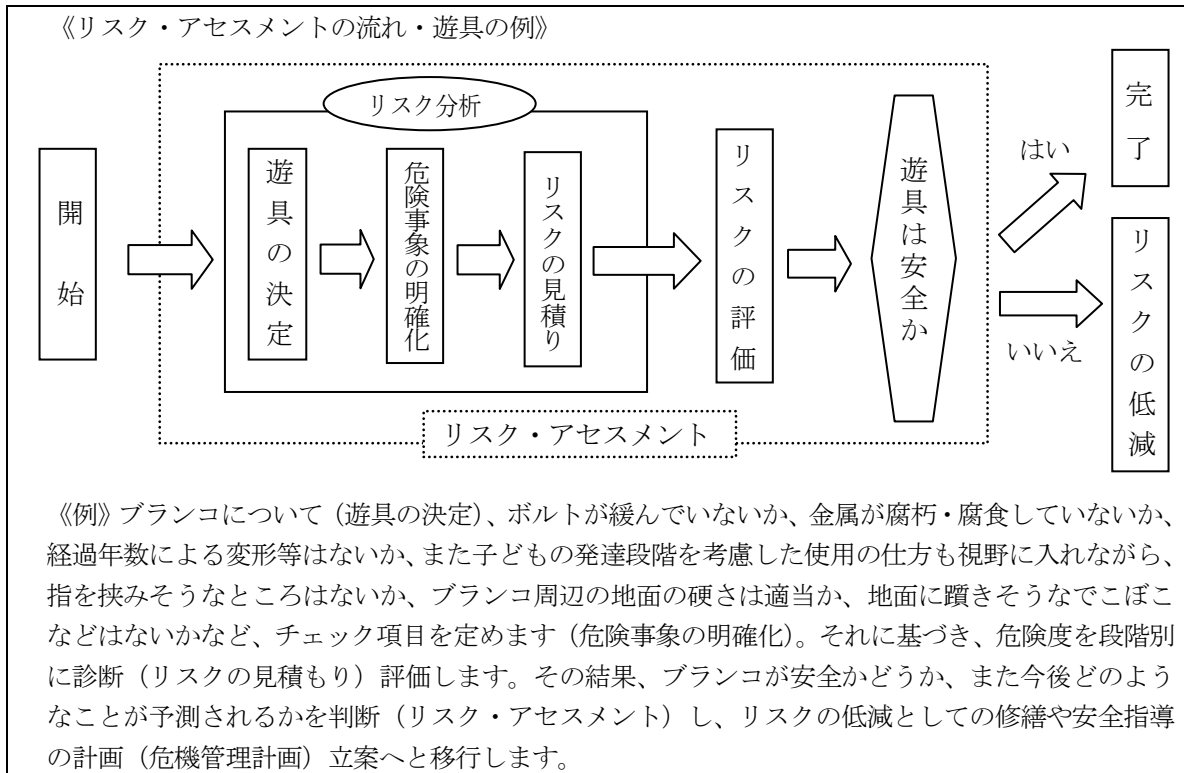 《リスク・アセスメントの流れ・遊具の例》
開始
リスク分析
遊具の決定
危険事象の明確化
リスクの見積り
リスクの評価
遊具は安全か
はい
完了
いいえ
リスクの低減
リスク・アセスメント
《例》ブランコについて（遊具の決定）、ボルトが緩んでいないか、金属が腐朽・腐食していないか、
経過年数による変形等はないか、また子どもの発達段階を考慮した使用の仕方も視野に入れながら、
指を挟みそうなところはないか、ブランコ周辺の地面の硬さは適当か、地面に躓きそうなでこぼこ
などはないかなど、チェック項目を定めます（危険事象の明確化）。それに基づき、危険度を段階別
に診断（リスクの見積もり）評価します。その結果、ブランコが安全かどうか、また今後どのよう
なことが予測されるかを判断（リスク・アセスメント）し、リスクの低減としての修繕や安全指導
の計画（危機管理計画）立案へと移行します。